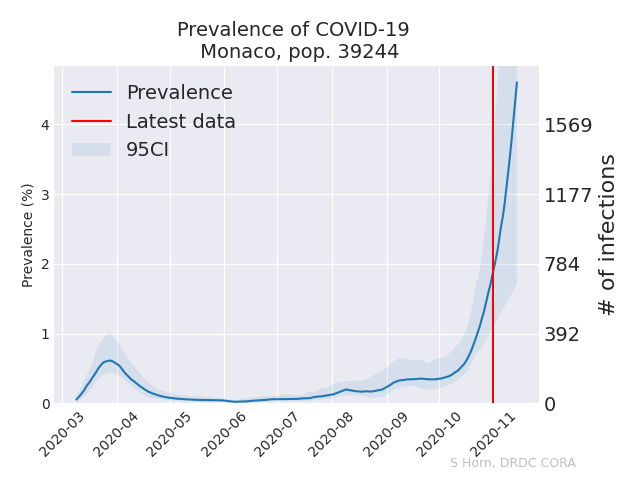 Prevalence of COVID-19
Monaco, pop. 39244
Prevalence
Latest data
95CI
Prevalence (%)
4
3
2
1
0
1569
1177
784
392
0
# of infections
2020-03
2020-04
2020-05
2020-06
2020-07
2020-08
2020-09
2020-10
2020-11
S Horn, DRDC CORA